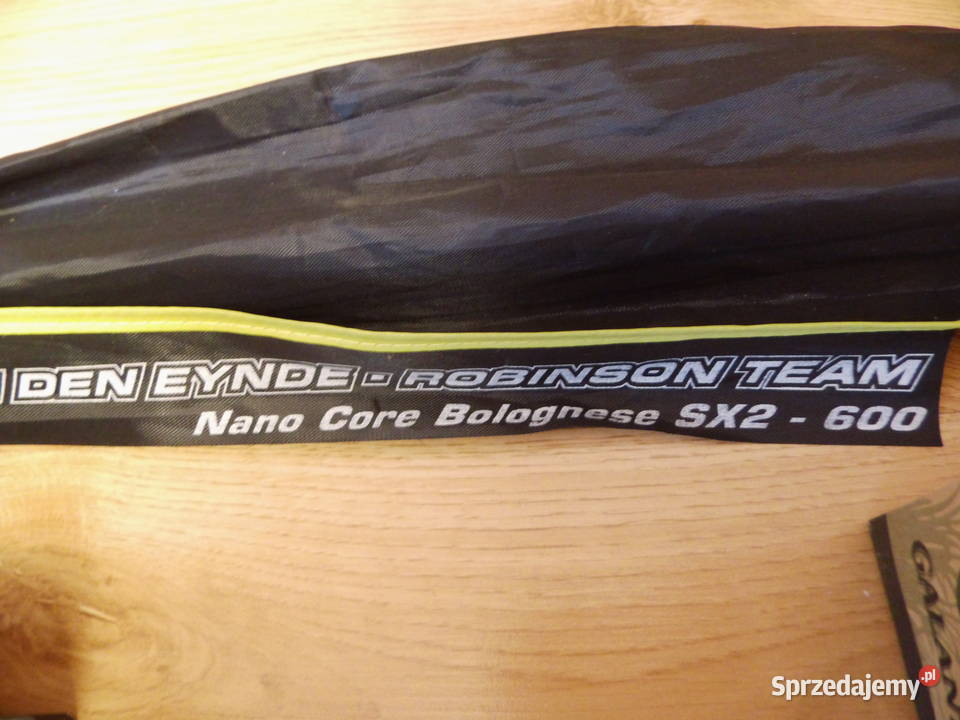 DEN EYNDE - ROBINSON TEAM
Nano Core Bolognese SX2 - 600
Sprzedajemy.pl